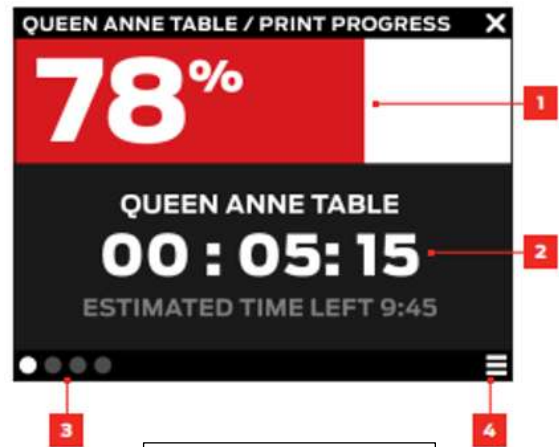 QUEEN ANNE TABLE / PRINT PROGRESS X
78%
1
QUEEN ANNE TABLE
00 : 05: 15
2
ESTIMATED TIME LEFT 9:45
3
4